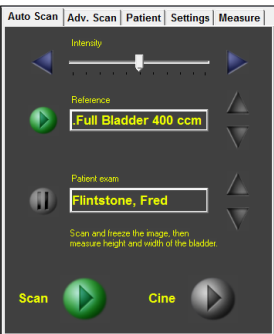 Auto Scan Adv. Scan Patient Settings Measure
Intensity
Reference
.Full Bladder 400 ccm
Patient exam
Flintstone, Fred
Scan and freeze the image, then
measure height and width of the bladder.
Scan Cine